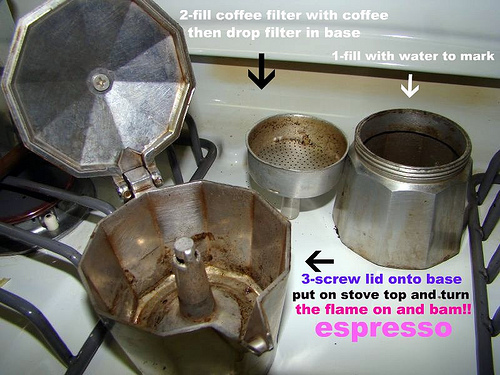 2-fill coffee filter with coffee
then drop filter in base
1-fill with water to mark
3-screw lid onto base
put on stove top and turn
the flame on and bam!!
espresso